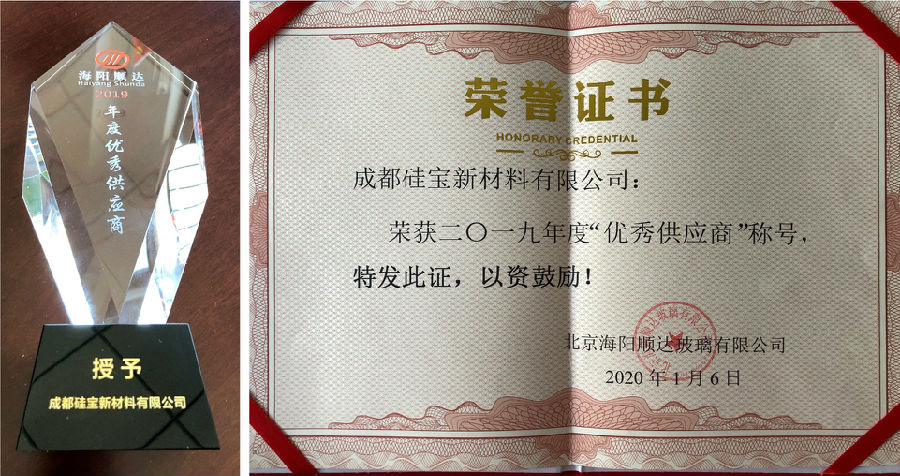 海阳顺达
Haiyang Shunda
2019
年度优秀供应商
授予
成都硅宝新材料有限公司
荣誉证书
HONORARY CREDENTIAL
成都硅宝新材料有限公司：
荣获二〇一九年度“优秀供应商”称号，
特发此证，以资鼓励！
北京海阳顺达玻璃有限公司
2020年1月6日